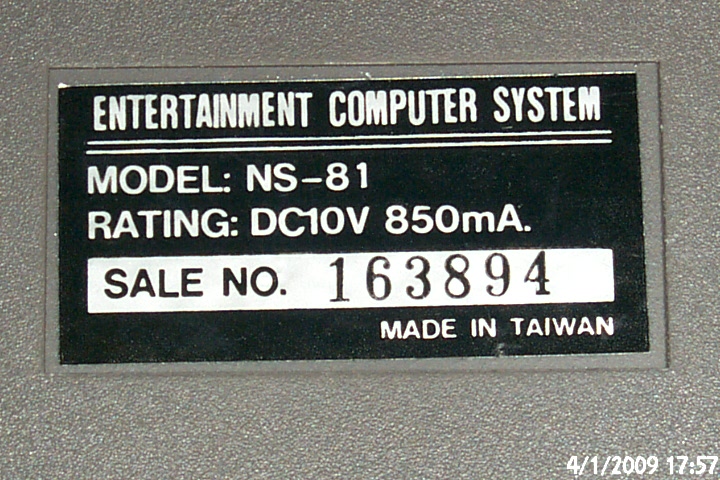 ENTERTAINMENT COMPUTER SYSTEM
MODEL: NS-81
RATING: DC10V 850mA.
SALE NO. 163894
MADE IN TAIWAN
4/1/2009 17:57